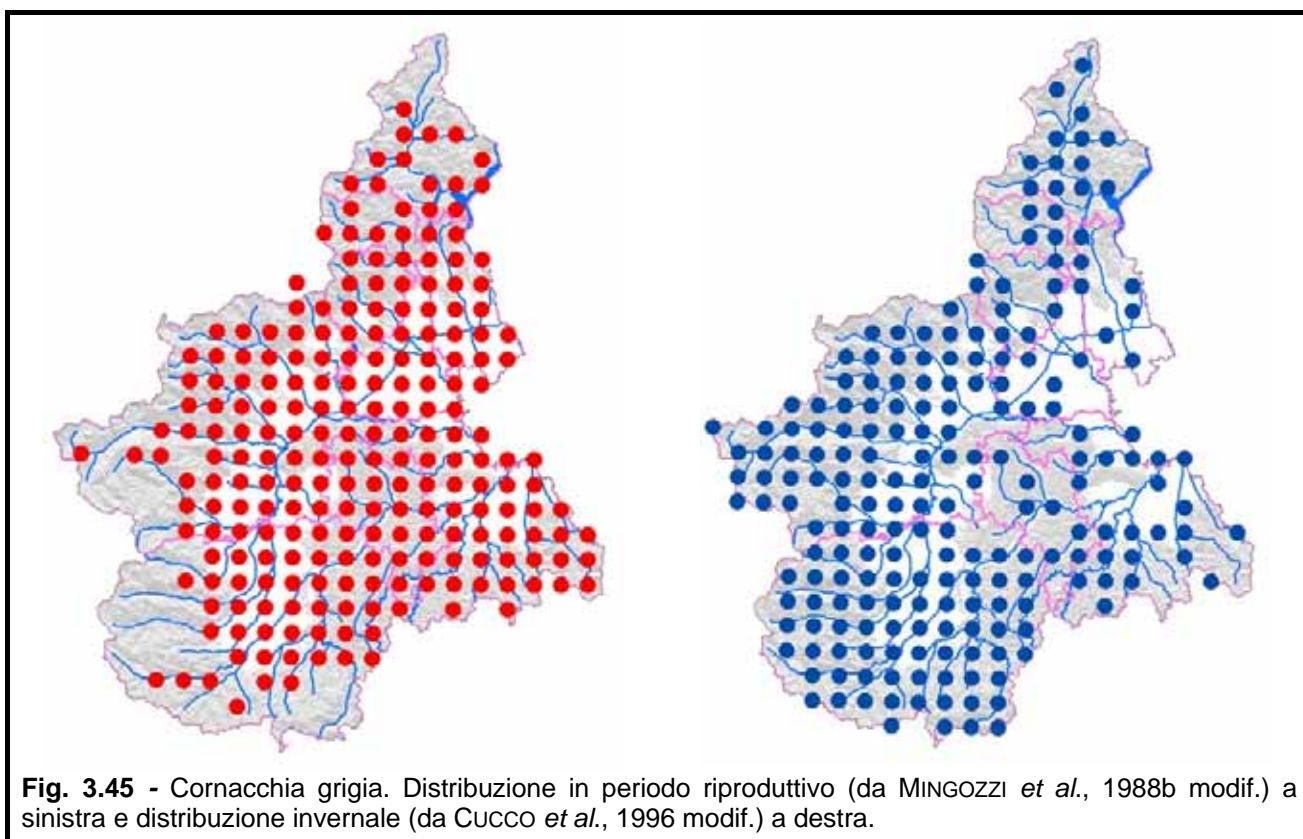 Fig. 3.45 - Cornacchia grigia. Distribuzione in periodo riproduttivo (da MINGOZZI et al., 1988b modif.) a
sinistra e distribuzione invernale (da CUCCO et al., 1996 modif.) a destra.